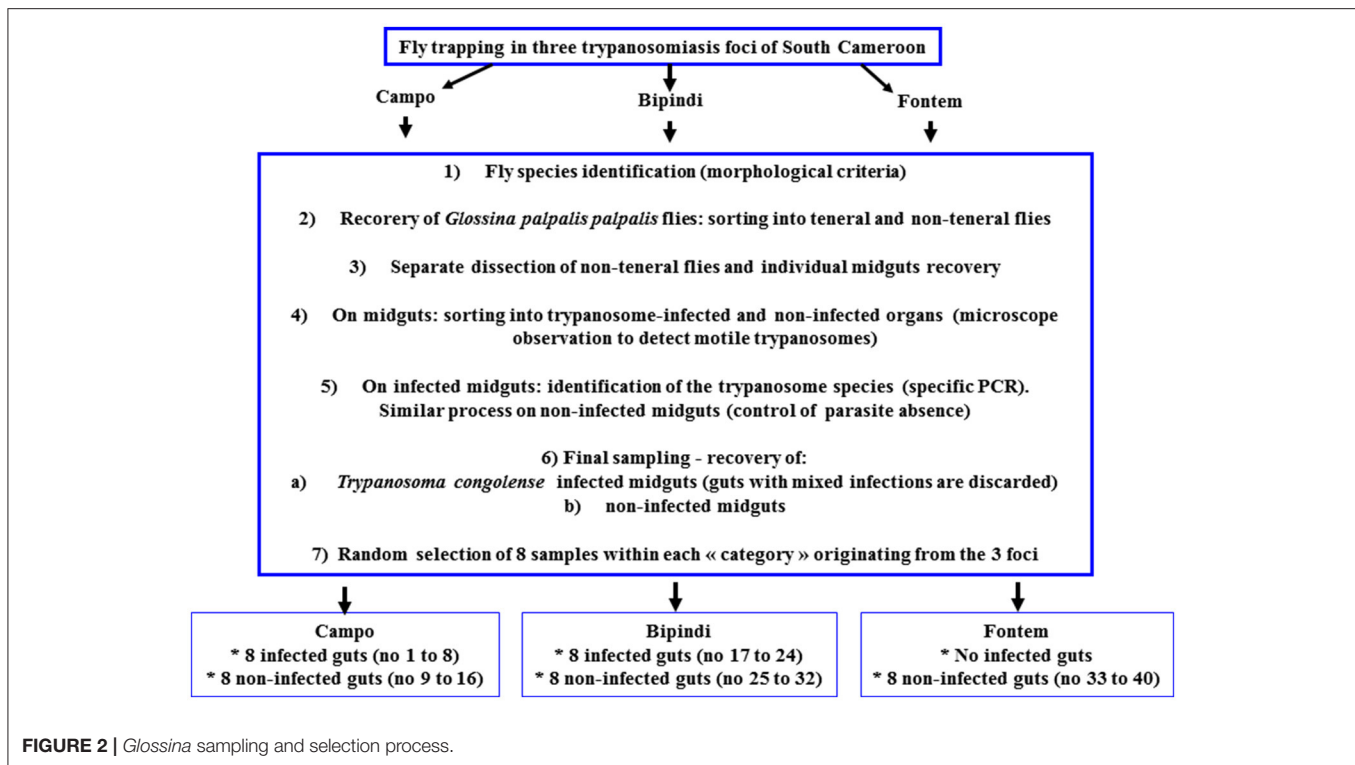 Fly trapping in three trypanosomiasis foci of South Cameroon
Campo
Bipindi
Fontem
1) Fly species identification (morphological criteria)
2) Recorery of Glossina palpalis palpalis flies: sorting into teneral and non-teneral flies
3) Separate dissection of non-teneral flies and individual midguts recovery
4) On midguts: sorting into trypanosome-infected and non-infected organs (microscope
observation to detect motile trypanosomes)
5) On infected midguts: identification of the trypanosome species (specific PCR).
Similar process on non-infected midguts (control of parasite absence)
6) Final sampling - recovery of:
a) Trypanosoma congolense infected midguts (guts with mixed infections are discarded)
b) non-infected midguts
7) Random selection of 8 samples within each « category » originating from the 3 foci
Campo
* 8 infected guts (no 1 to 8)
* 8 non-infected guts (no 9 to 16)
Bipindi
* 8 infected guts (no 17 to 24)
* 8 non-infected guts (no 25 to 32)
Fontem
* No infected guts
* 8 non-infected guts (no 33 to 40)
FIGURE 2 | Glossina sampling and selection process.